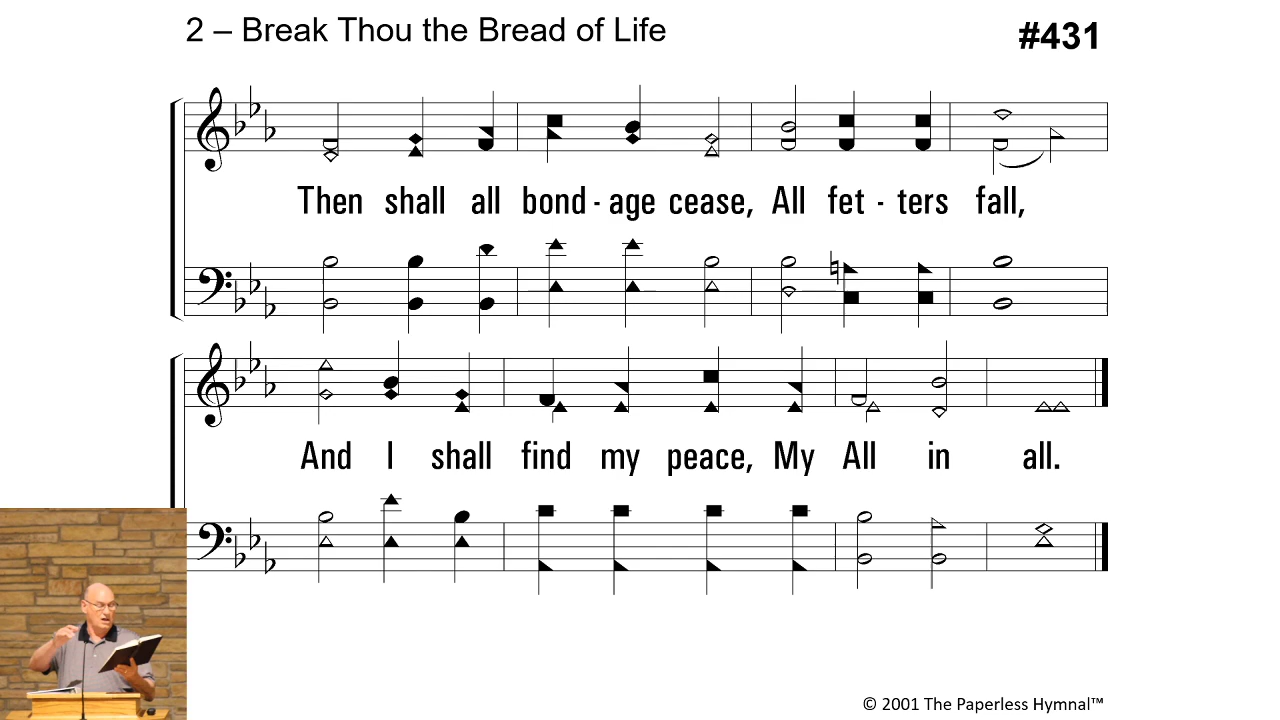 2 – Break Thou the Bread of Life
#431
Then shall all bond - age cease, All fet - ters fall,
And I shall find my peace, My All in all.
© 2001 The Paperless Hymnal™